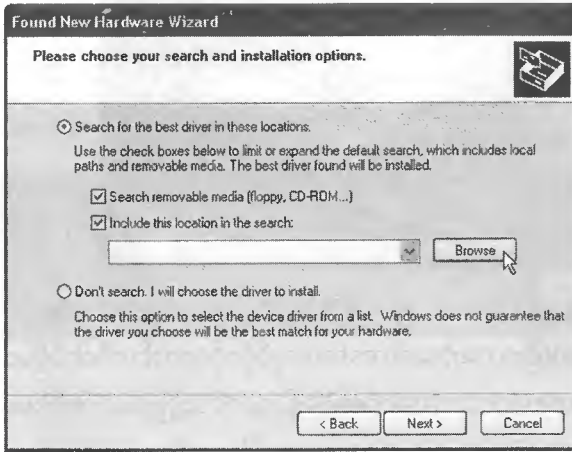 Found New Hardware Wizard
Please choose your search and installation options.
Search for the best driver in these locations.
Use the check boxes below to limit or expand the default search, which includes local
paths and removable media. The best driver found will be installed.
Search removable media (floppy, CD-ROM...)
Include this location in the search:
Browse
Don't search. I will choose the driver to install.
Choose this option to select the device driver from a list. Windows does not guarantee that
the driver you choose will be the best match for your hardware.
< Back Next > Cancel